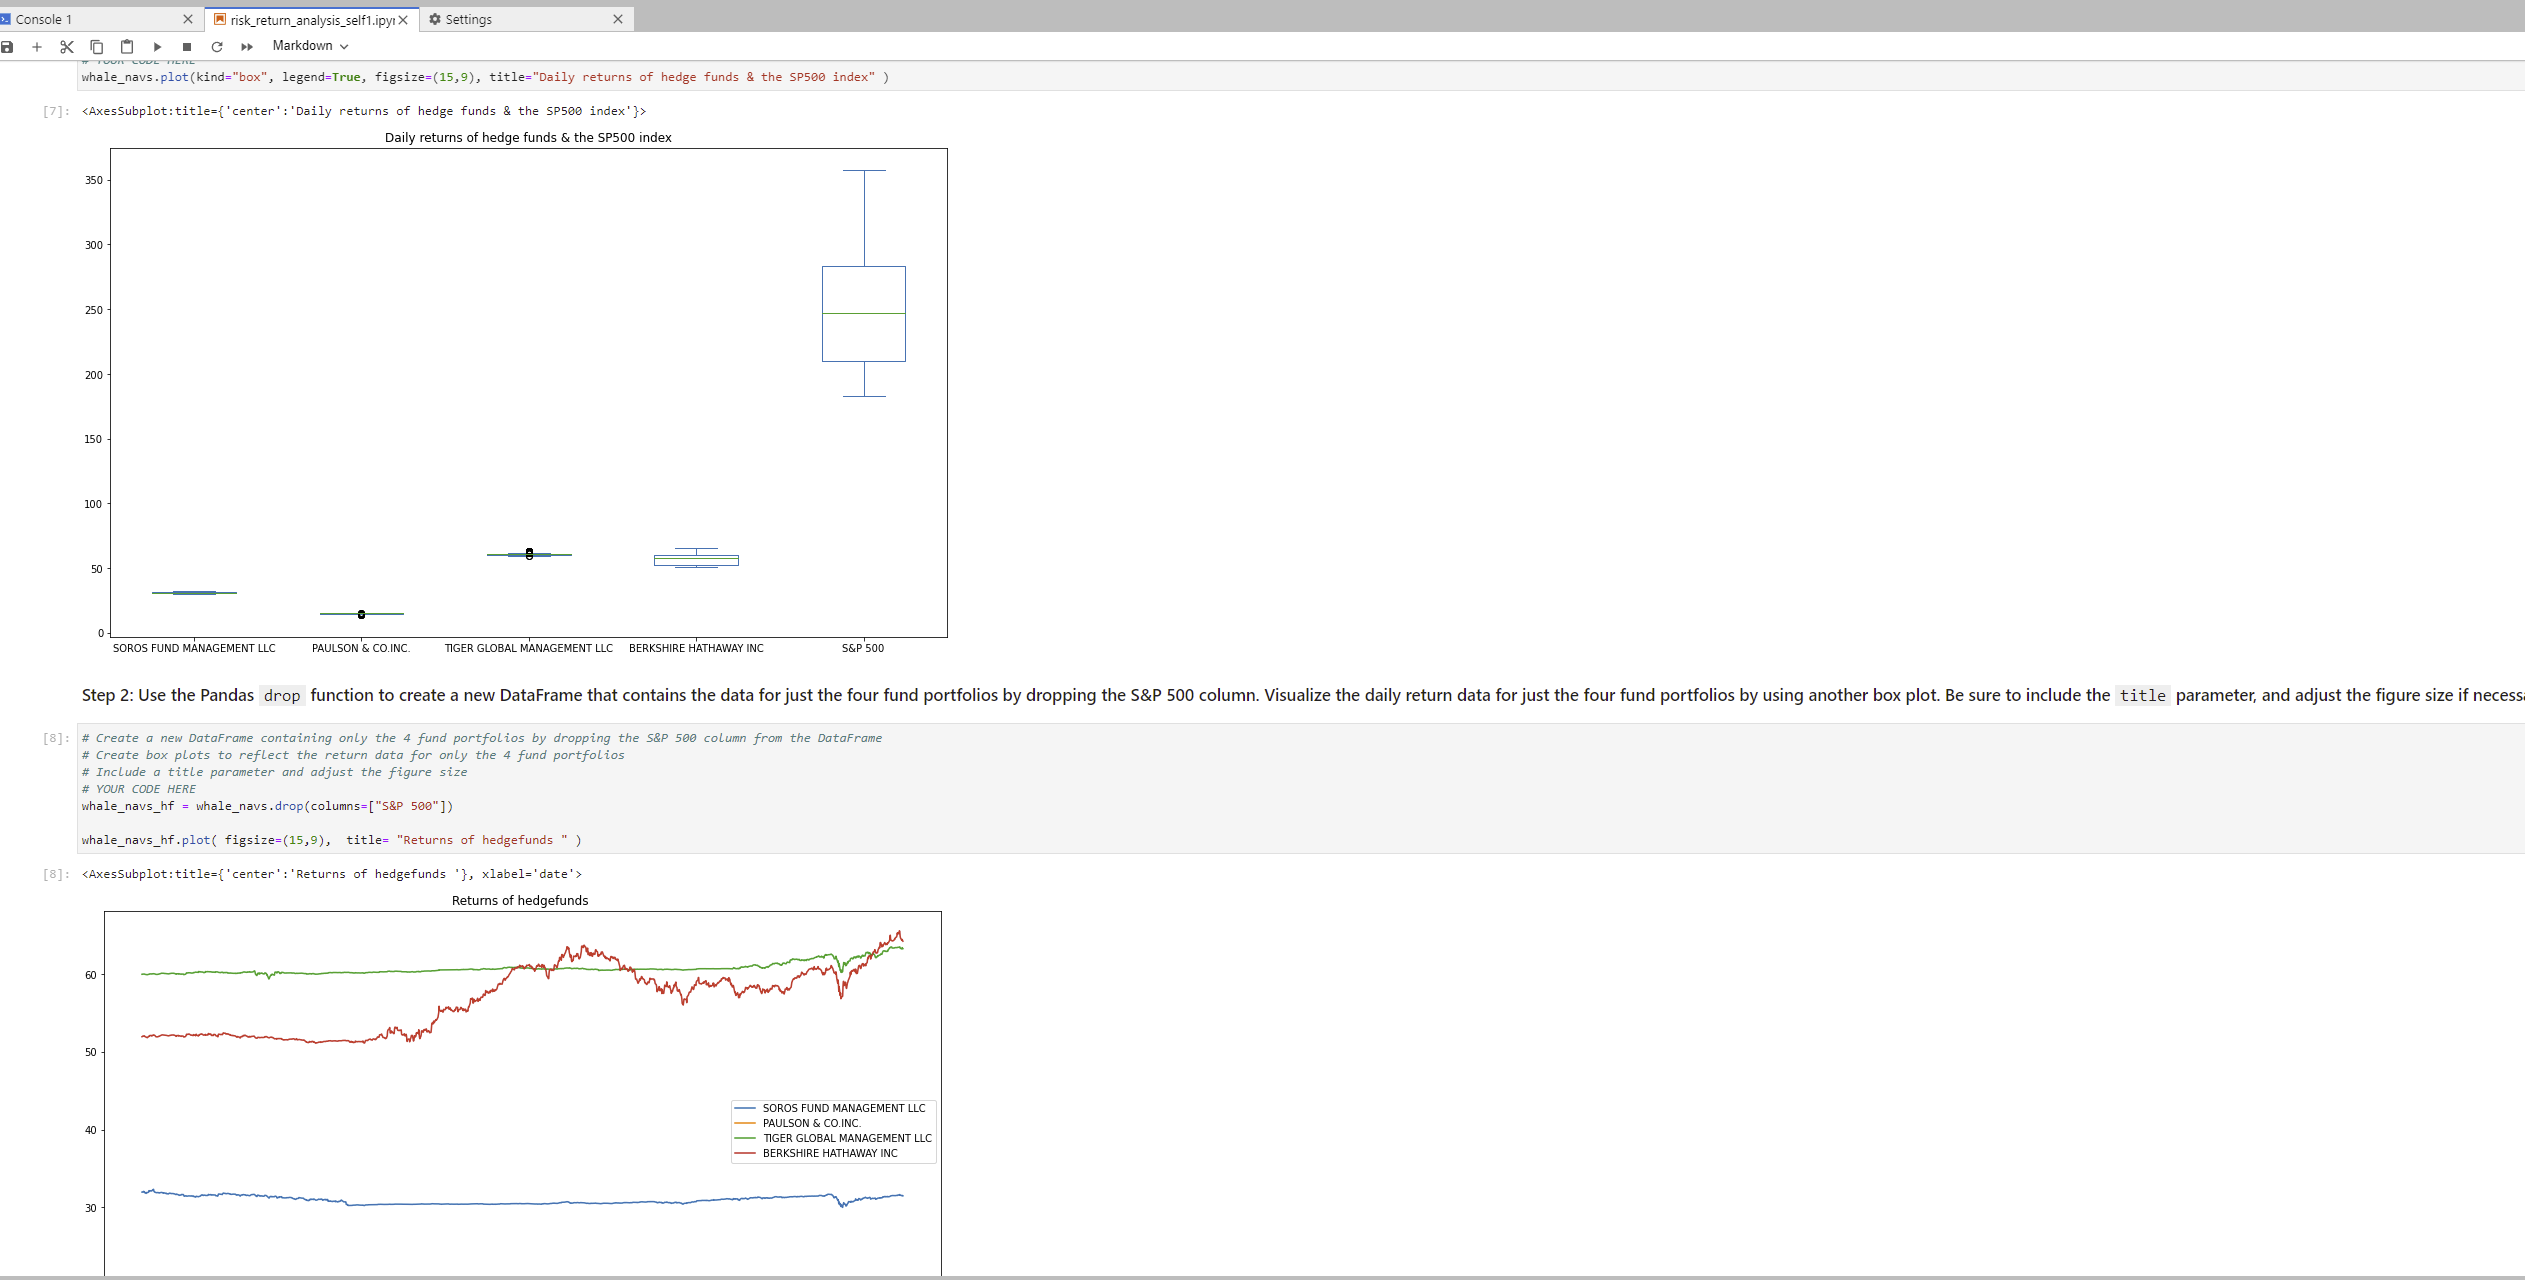 Console 1
risk_return_analysis_self1.ipyn
Settings
Markdown
# YOUR CODE HERE
whale_navs.plot(kind="box", legend=True, figsize=(15,9), title="Daily returns of hedge funds & the SP500 index" )
[7]: <AxesSubplot:title={'center':'Daily returns of hedge funds & the SP500 index'}>
Daily returns of hedge funds & the SP500 index
350
300
250
200
150
100
50
0
SOROS FUND MANAGEMENT LLC PAULSON & CO.INC. TIGER GLOBAL MANAGEMENT LLC BERKSHIRE HATHAWAY INC S&P 500
Step 2: Use the Pandas drop function to create a new DataFrame that contains the data for just the four fund portfolios by dropping the S&P 500 column. Visualize the daily return data for just the four fund portfolios by using another box plot. Be sure to include the title parameter, and adjust the figure size if necessa
[8]: # Create a new DataFrame containing only the 4 fund portfolios by dropping the S&P 500 column from the DataFrame
# Create box plots to reflect the return data for only the 4 fund portfolios
# Include a title parameter and adjust the figure size
# YOUR CODE HERE
whale_navs_hf = whale_navs.drop(columns=["S&P 500"])
whale_navs_hf.plot( figsize=(15,9),  title= "Returns of hedgefunds " )
[8]: <AxesSubplot:title={'center':'Returns of hedgefunds '}, xlabel='date'>
Returns of hedgefunds
60
50
40
30
SOROS FUND MANAGEMENT LLC
PAULSON & CO.INC.
TIGER GLOBAL MANAGEMENT LLC
BERKSHIRE HATHAWAY INC